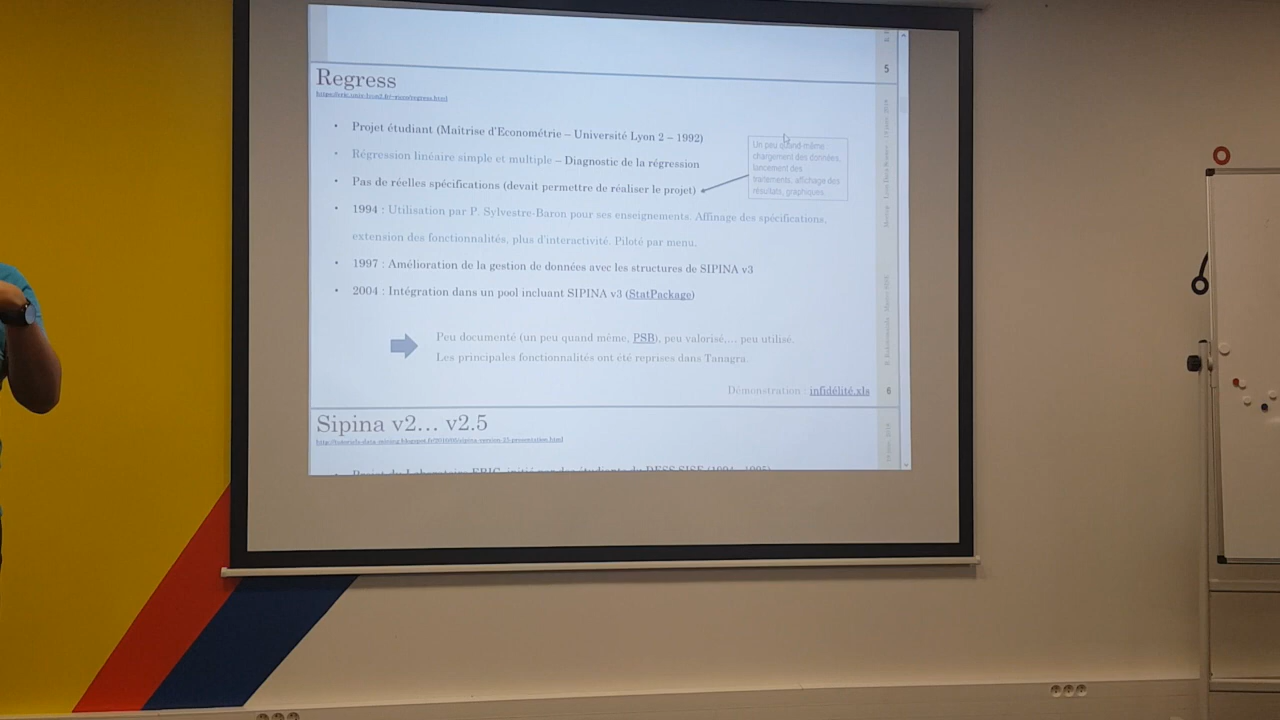 5
Regress
• Projet étudiant (Maitrise d'Econométrie – Université Lyon 2 – 1992)
• Régression linéaire simple et multiple – Diagnostic de la régression
• Pas de réelles spécifications (devait permettre de réaliser le projet)
Un peu quand même:
chargement des données,
lancement des
traitements, affichage des
résultats, graphiques.
• 1994 : Utilisation par P. Sylvestre-Baron pour ses enseignements. Affinage des spécifications,
extension des fonctionnalités, plus d'interactivité. Piloté par menu.
• 1997 : Amélioration de la gestion de données avec les structures de SIPINA v3
• 2004 : Intégration dans un pool incluant SIPINA v3 (StatPackage)
Peu documenté (un peu quand même, PSB), peu valorisé,… peu utilisé.
Les principales fonctionnalités ont été reprises dans Tanagra.
Démonstration : infidélité.xls
6
Sipina v2… v2.5